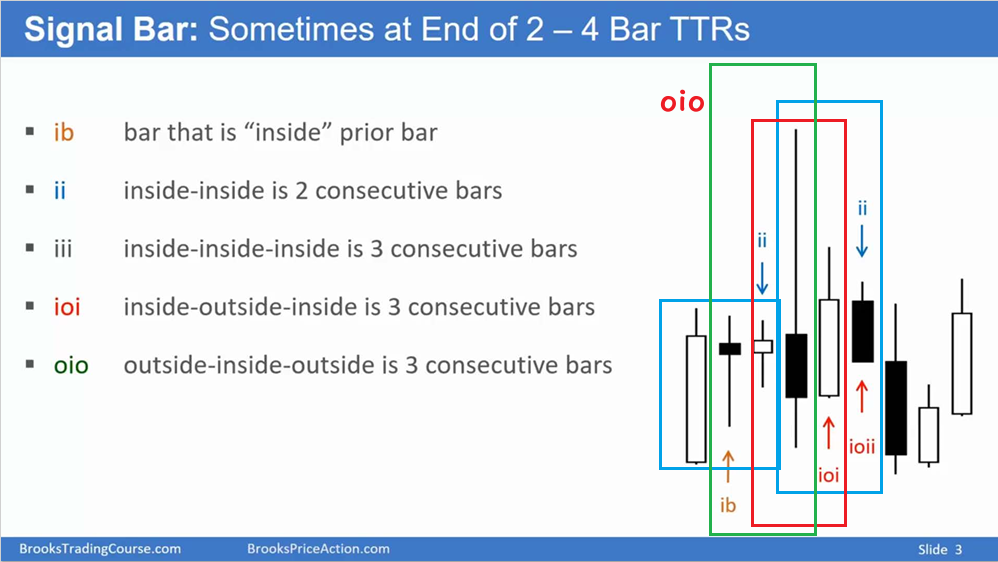 Signal Bar: Sometimes at End of 2 – 4 Bar TTRs
oio
▪ ib bar that is “inside” prior bar
▪ ii inside-inside is 2 consecutive bars
▪ iii inside-inside-inside is 3 consecutive bars
▪ ioi inside-outside-inside is 3 consecutive bars
▪ oio outside-inside-outside is 3 consecutive bars
ii
ii
ib
ioi
ioii
BrooksTradingCourse.com BrooksPriceAction.com Slide 3